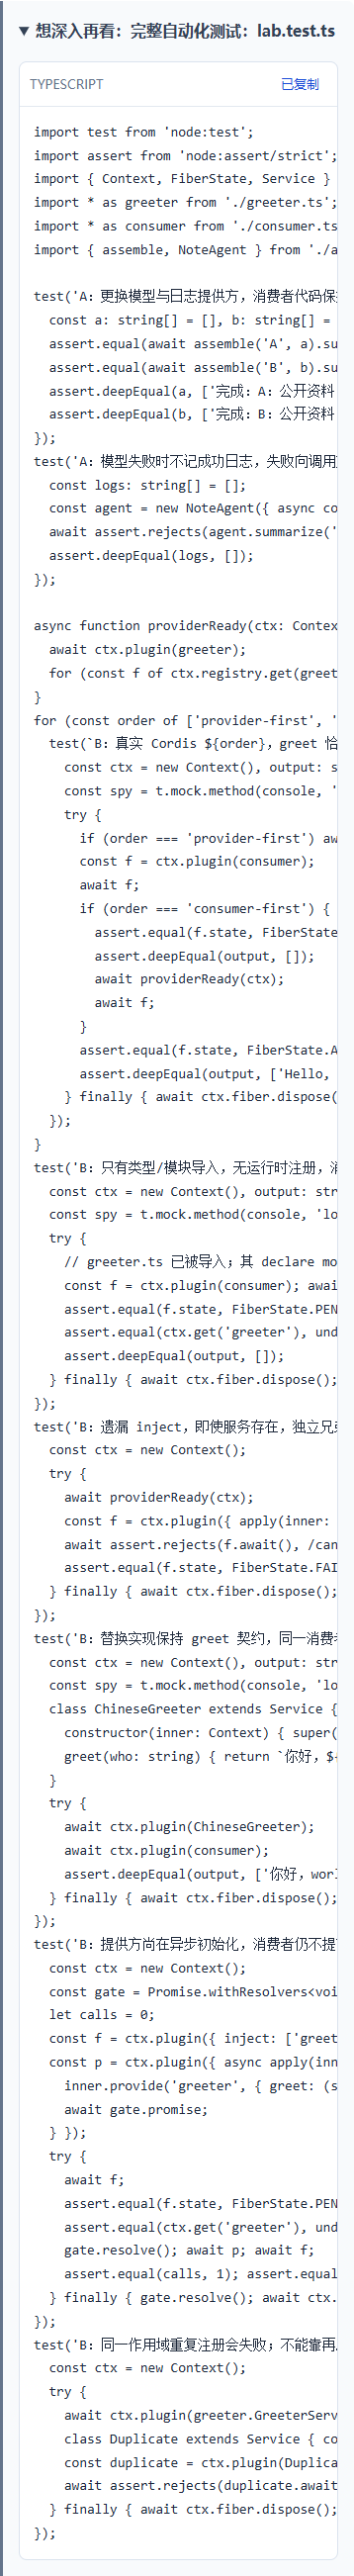 ▼ 想深入再看：完整自动化测试：lab.test.ts
TYPESCRIPT 已复制
import test from 'node:test';
import assert from 'node:assert/strict';
import { Context, FiberState, Service }
import * as greeter from './greeter.ts';
import * as consumer from './consumer.ts
import { assemble, NoteAgent } from './a

test('A：更换模型与日志提供方，消费者代码保
  const a: string[] = [], b: string[] =
  assert.equal(await assemble('A', a).su
  assert.equal(await assemble('B', b).su
  assert.deepEqual(a, ['完成：A：公开资料
  assert.deepEqual(b, ['完成：B：公开资料
});
test('A：模型失败时不记成功日志，失败向调用
  const logs: string[] = [];
  const agent = new NoteAgent({ async co
  await assert.rejects(agent.summarize('
  assert.deepEqual(logs, []);
});

async function providerReady(ctx: Contex
  await ctx.plugin(greeter);
  for (const f of ctx.registry.get(greet
}
for (const order of ['provider-first', '
  test(`B：真实 Cordis ${order}，greet 恰
    const ctx = new Context(), output: s
    const spy = t.mock.method(console, '
    try {
      if (order === 'provider-first') aw
      const f = ctx.plugin(consumer);
      await f;
      if (order === 'consumer-first') {
        assert.equal(f.state, FiberState
        assert.deepEqual(output, []);
        await providerReady(ctx);
        await f;
      }
      assert.equal(f.state, FiberState.A
      assert.deepEqual(output, ['Hello,
    } finally { await ctx.fiber.dispose(
  });
}
test('B：只有类型/模块导入，无运行时注册，消
  const ctx = new Context(), output: str
  const spy = t.mock.method(console, 'lo
  try {
    // greeter.ts 已被导入；其 declare mo
    const f = ctx.plugin(consumer); awai
    assert.equal(f.state, FiberState.PEN
    assert.equal(ctx.get('greeter'), und
    assert.deepEqual(output, []);
  } finally { await ctx.fiber.dispose();
});
test('B：遗漏 inject，即使服务存在，独立兄弟
  const ctx = new Context();
  try {
    await providerReady(ctx);
    const f = ctx.plugin({ apply(inner:
    await assert.rejects(f.await(), /can
    assert.equal(f.state, FiberState.FAI
  } finally { await ctx.fiber.dispose();
});
test('B：替换实现保持 greet 契约，同一消费者
  const ctx = new Context(), output: str
  const spy = t.mock.method(console, 'lo
  class ChineseGreeter extends Service {
    constructor(inner: Context) { super(
    greet(who: string) { return `你好，${
  }
  try {
    await ctx.plugin(ChineseGreeter);
    await ctx.plugin(consumer);
    assert.deepEqual(output, ['你好，worl
  } finally { await ctx.fiber.dispose();
});
test('B：提供方尚在异步初始化，消费者仍不提
  const ctx = new Context();
  const gate = Promise.withResolvers<voi
  let calls = 0;
  const f = ctx.plugin({ inject: ['greet
  const p = ctx.plugin({ async apply(inn
    inner.provide('greeter', { greet: (s
    await gate.promise;
  } });
  try {
    await f;
    assert.equal(f.state, FiberState.PEN
    assert.equal(ctx.get('greeter'), und
    gate.resolve(); await p; await f;
    assert.equal(calls, 1); assert.equal
  } finally { gate.resolve(); await ctx.
});
test('B：同一作用域重复注册会失败；不能靠再
  const ctx = new Context();
  try {
    await ctx.plugin(greeter.GreeterServ
    class Duplicate extends Service { co
    const duplicate = ctx.plugin(Duplica
    await assert.rejects(duplicate.await
  } finally { await ctx.fiber.dispose();
});